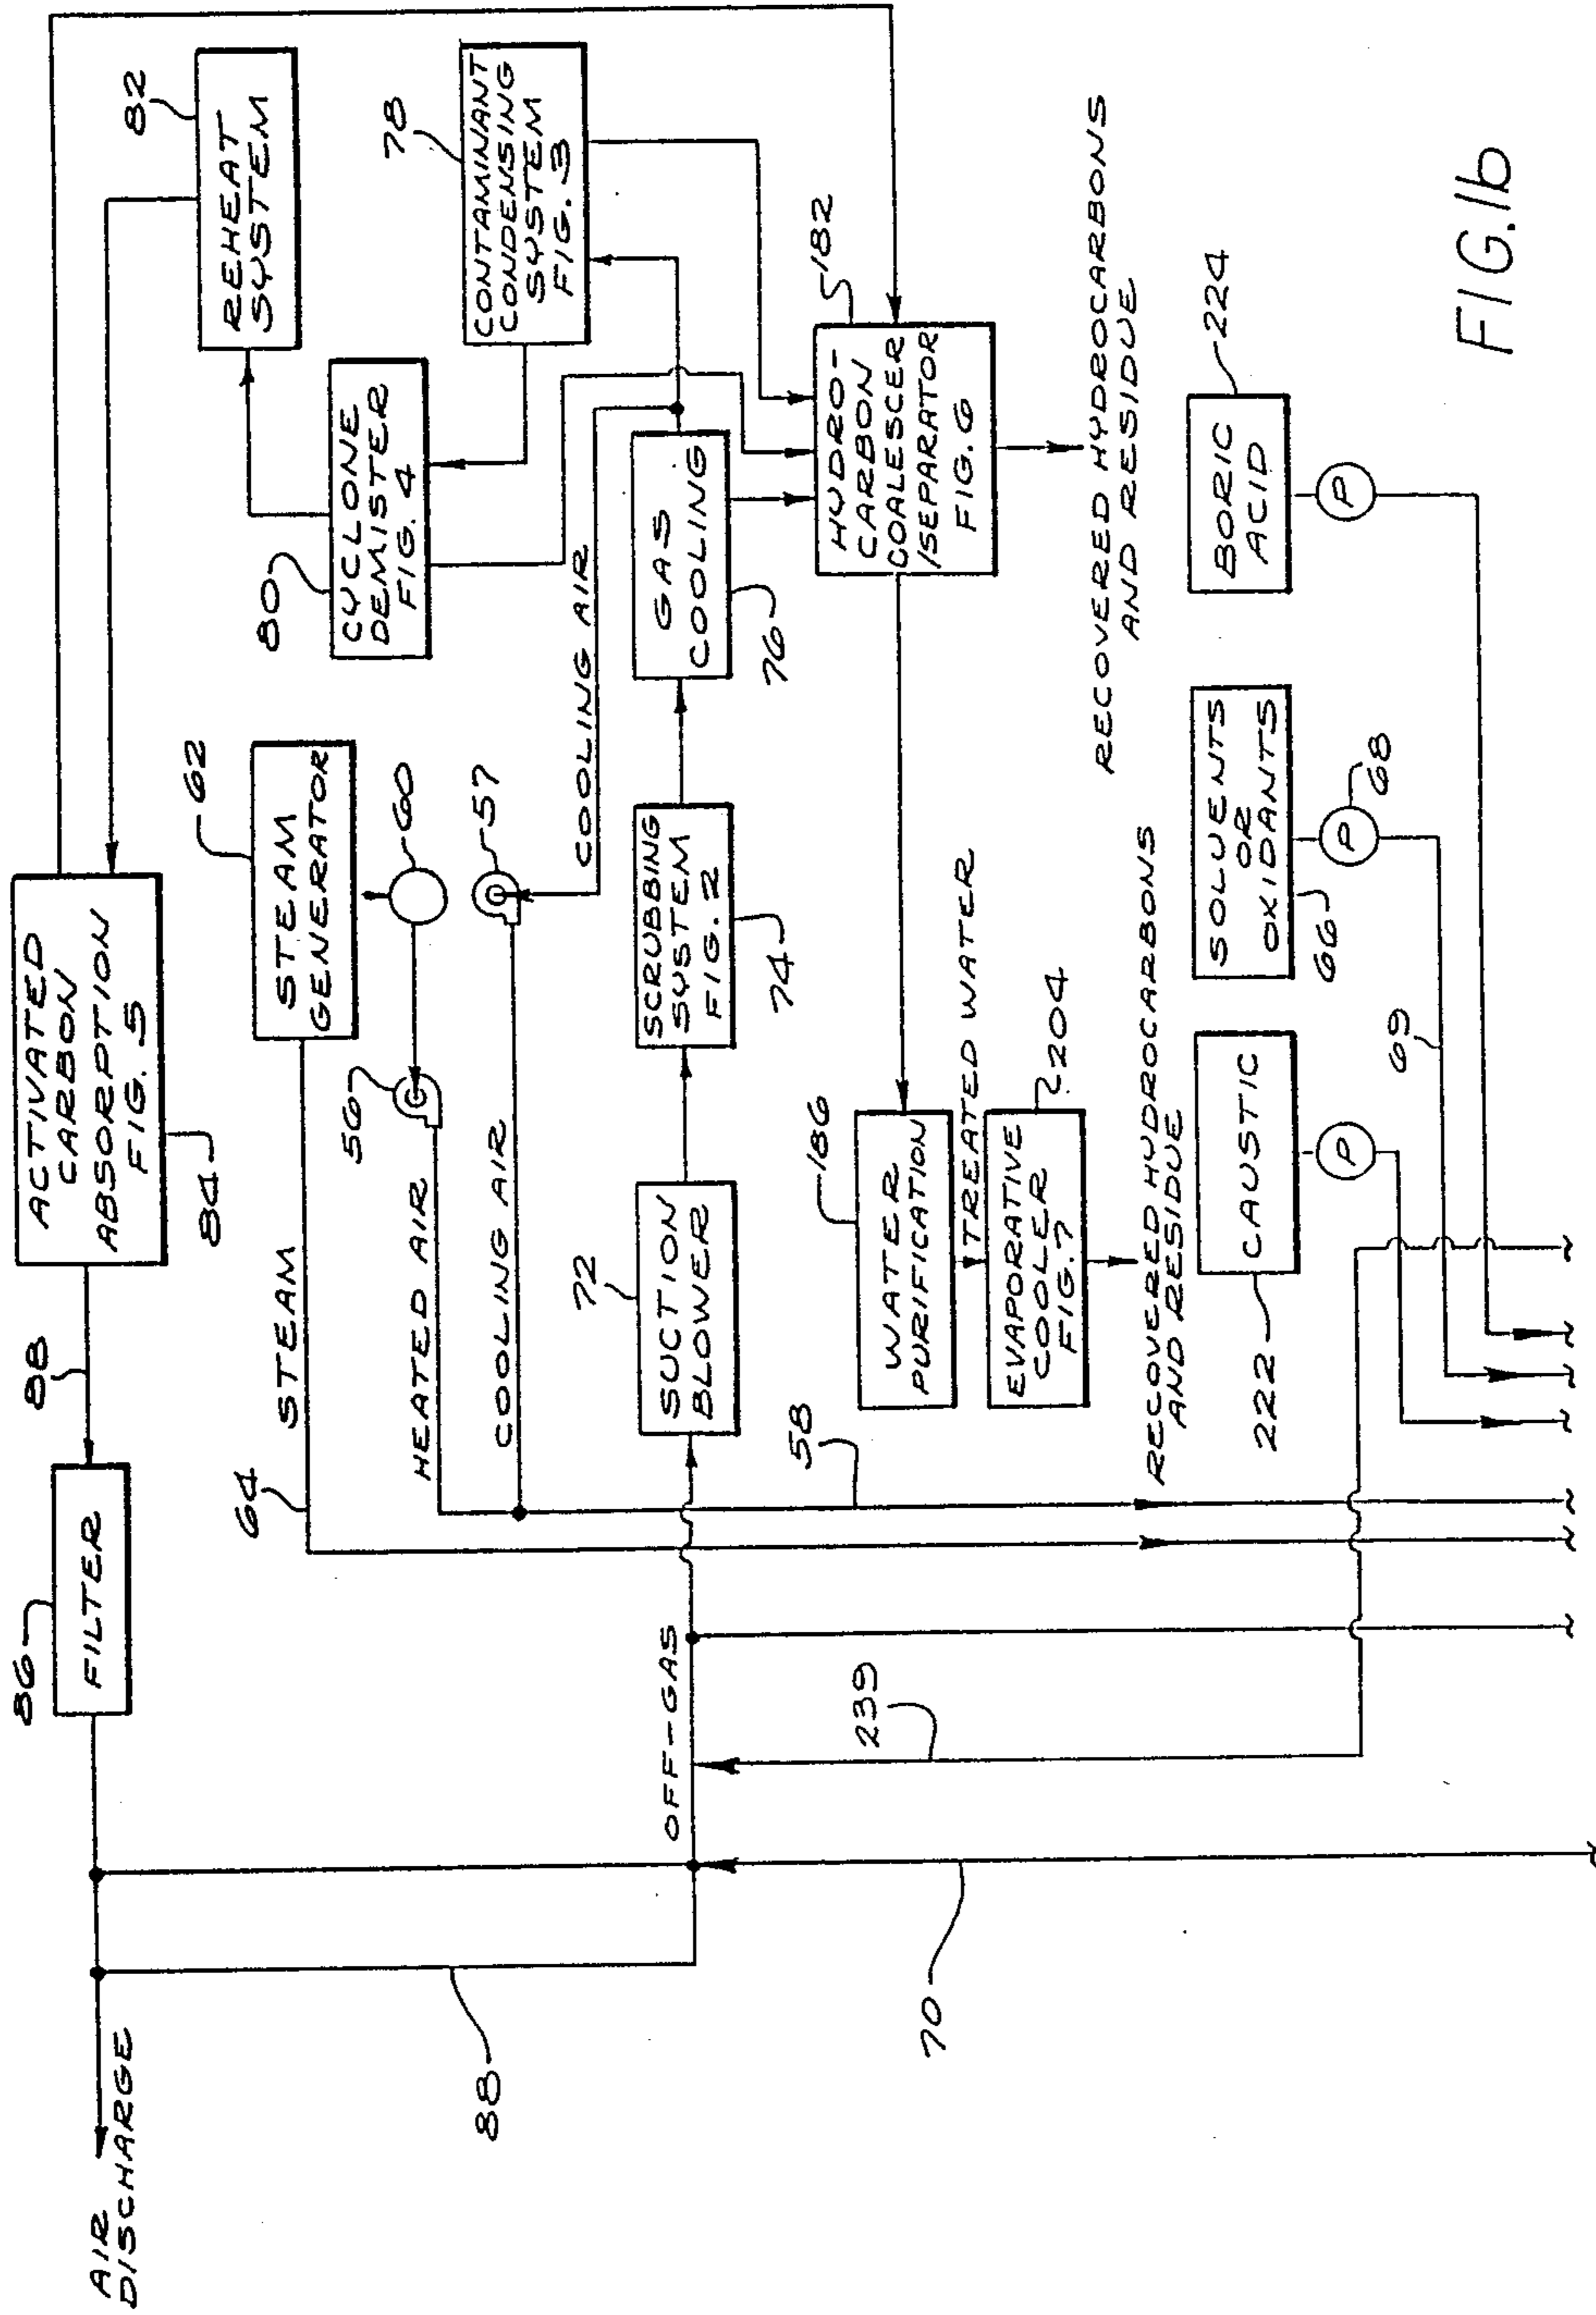 AIR
DISCHARGE
86
FILTER
88
ACTIVATED
CARBON
ABSORPTION
FIG. 5
84
82
REHEAT
SYSTEM
STEAM
64
62
STEAM
GENERATOR
60
56
57
HEATED AIR
COOLING AIR
COOLING AIR
80
CYCLONE
DEMISTER
FIG. 4
78
CONTAMINANT
CONDENSING
SYSTEM
FIG. 3
88
OFF-GAS
72
SUCTION
BLOWER
SCRUBBING
SYSTEM
FIG. 2
74
GAS
COOLING
76
HYDRO-
CARBON
COALESCER
/SEPARATOR
FIG. 6
182
239
70
58
186
WATER
PURIFICATION
TREATED WATER
EVAPORATIVE
COOLER
FIG. 7
204
RECOVERED HYDROCARBONS
AND RESIDUE
RECOVERED HYDROCARBONS
AND RESIDUE
222
CAUSTIC
P
SOLVENTS
OR
OXIDANTS
66
P
68
69
BORIC
ACID
224
P
FIG. 1b